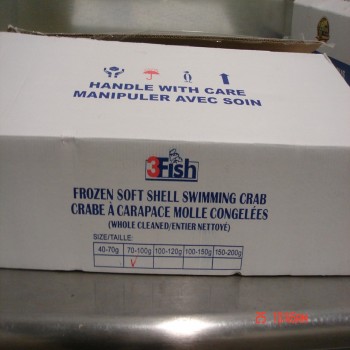 HANDLE WITH CARE
MANIPULER AVEC SOIN
3Fish
FROZEN SOFT SHELL SWIMMING CRAB
CRABE À CARAPACE MOLLE CONGELÉES
(WHOLE CLEANED/ENTIER NETTOYÉ)
SIZE/TAILLE:
40-70g 70-100g 100-120g 100-150g 150-200g